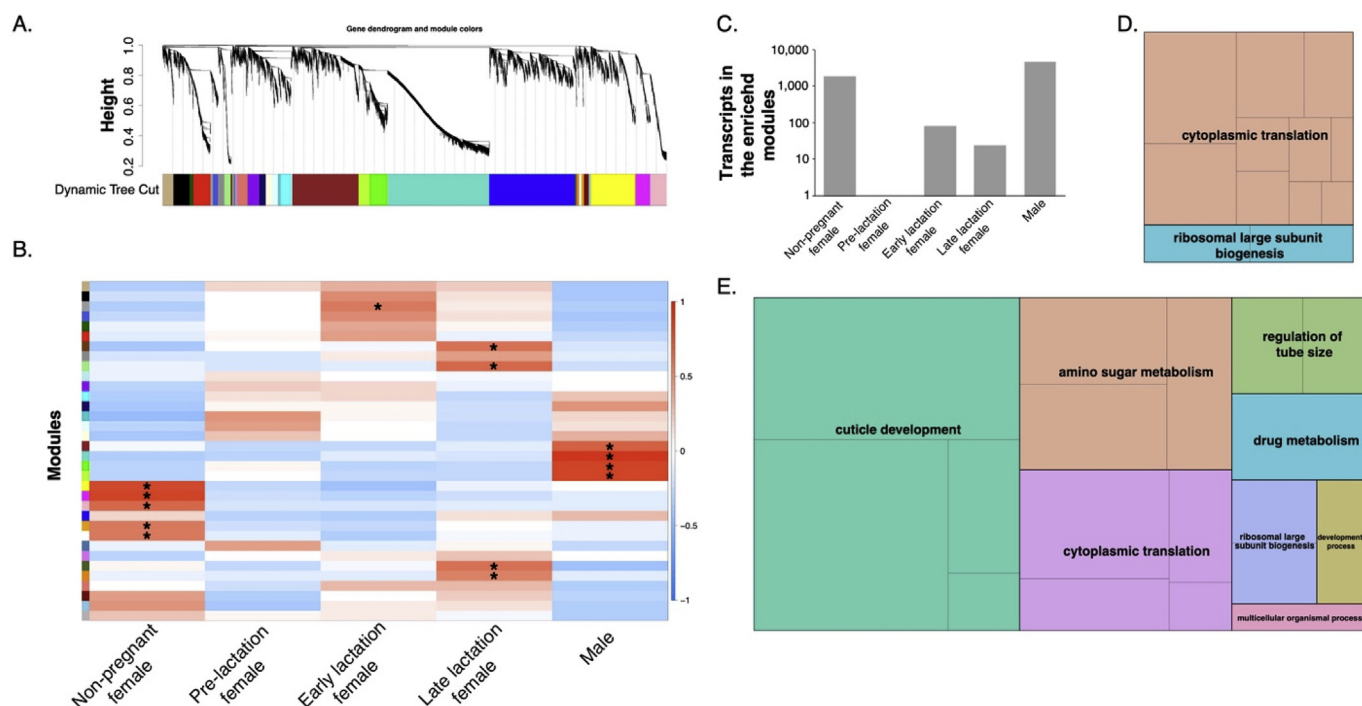 A.
Gene dendrogram and module colors
Height
1.0
0.8
0.6
0.4
0.2
Dynamic Tree Cut
B.
Modules
*
*
*
*
*
*
*
*
*
*
*
*
*
*
1
0.5
0
−0.5
−1
Non-pregnant
female
Pre-lactation
female
Early lactation
female
Late lactation
female
Male
C.
Transcripts in
the enricehd
modules
10,000
1,000
100
10
1
Non-pregnant
female
Pre-lactation
female
Early lactation
female
Late lactation
female
Male
D.
cytoplasmic translation
ribosomal large subunit
biogenesis
E.
cuticle development
amino sugar metabolism
cytoplasmic translation
regulation of
tube size
drug metabolism
ribosomal large
subunit biogenesis
development
process
multicellular organismal process